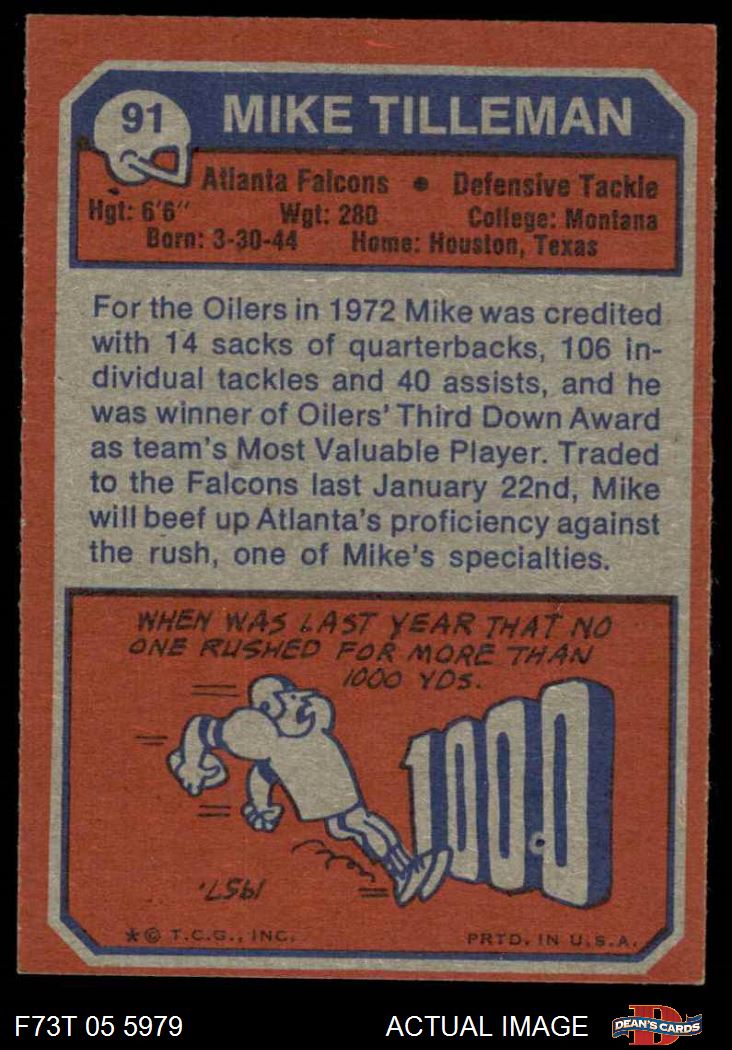 91 MIKE TILLEMAN
Atlanta Falcons • Defensive Tackle
Hgt: 6'6" Wgt: 280 College: Montana
Born: 3-30-44 Home: Houston, Texas
For the Oilers in 1972 Mike was credited
with 14 sacks of quarterbacks, 106 in-
dividual tackles and 40 assists, and he
was winner of Oilers' Third Down Award
as team's Most Valuable Player. Traded
to the Falcons last January 22nd, Mike
will beef up Atlanta's proficiency against
the rush, one of Mike's specialties.
WHEN WAS LAST YEAR THAT NO
ONE RUSHED FOR MORE THAN
1000 YDS.
100.0
1957.
*© T.C.G., INC. PRTD. IN U.S.A.
F73T 05 5979 ACTUAL IMAGE DEAN'S CARDS